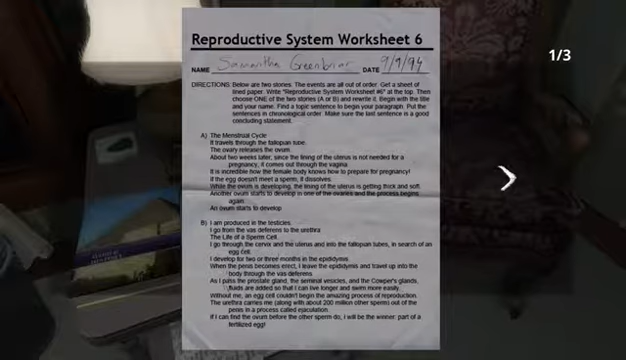 Reproductive System Worksheet 6
1/3
NAME Samantha Greenbriar DATE 9/9/94
DIRECTIONS: Below are two stories. The events are all out of order. Get a sheet of
lined paper. Write "Reproductive System Worksheet #6" at the top. Then
choose ONE of the two stories (A or B) and rewrite it. Begin with the title
and your name. Find a topic sentence to begin your paragraph. Put the
sentences in chronological order. Make sure the last sentence is a good
concluding statement.
A) The Menstrual Cycle
It travels through the fallopian tube.
The ovary releases the ovum.
About two weeks later, since the lining of the uterus is not needed for a
pregnancy, it comes out through the vagina.
It is incredible how the female body knows how to prepare for pregnancy!
If the egg doesn't meet a sperm, it dissolves.
While the ovum is developing, the lining of the uterus is getting thick and soft.
Another ovum starts to develop in one of the ovaries and the process begins
again.
An ovum starts to develop.
B) I am produced in the testicles.
I go from the vas deferens to the urethra
The Life of a Sperm Cell
I go through the cervix and the uterus and into the fallopian tubes, in search of an
egg cell.
I develop for two or three months in the epididymis.
When the penis becomes erect, I leave the epididymis and travel up into the
body through the vas deferens
As I pass the prostate gland, the seminal vesicles, and the Cowper's glands,
fluids are added so that I can live longer and swim more easily.
Without me, an egg cell couldn't begin the amazing process of reproduction.
The urethra carries me (along with about 200 million other sperm) out of the
penis in a process called ejaculation.
If I can find the ovum before the other sperm do, I will be the winner: part of a
fertilized egg!